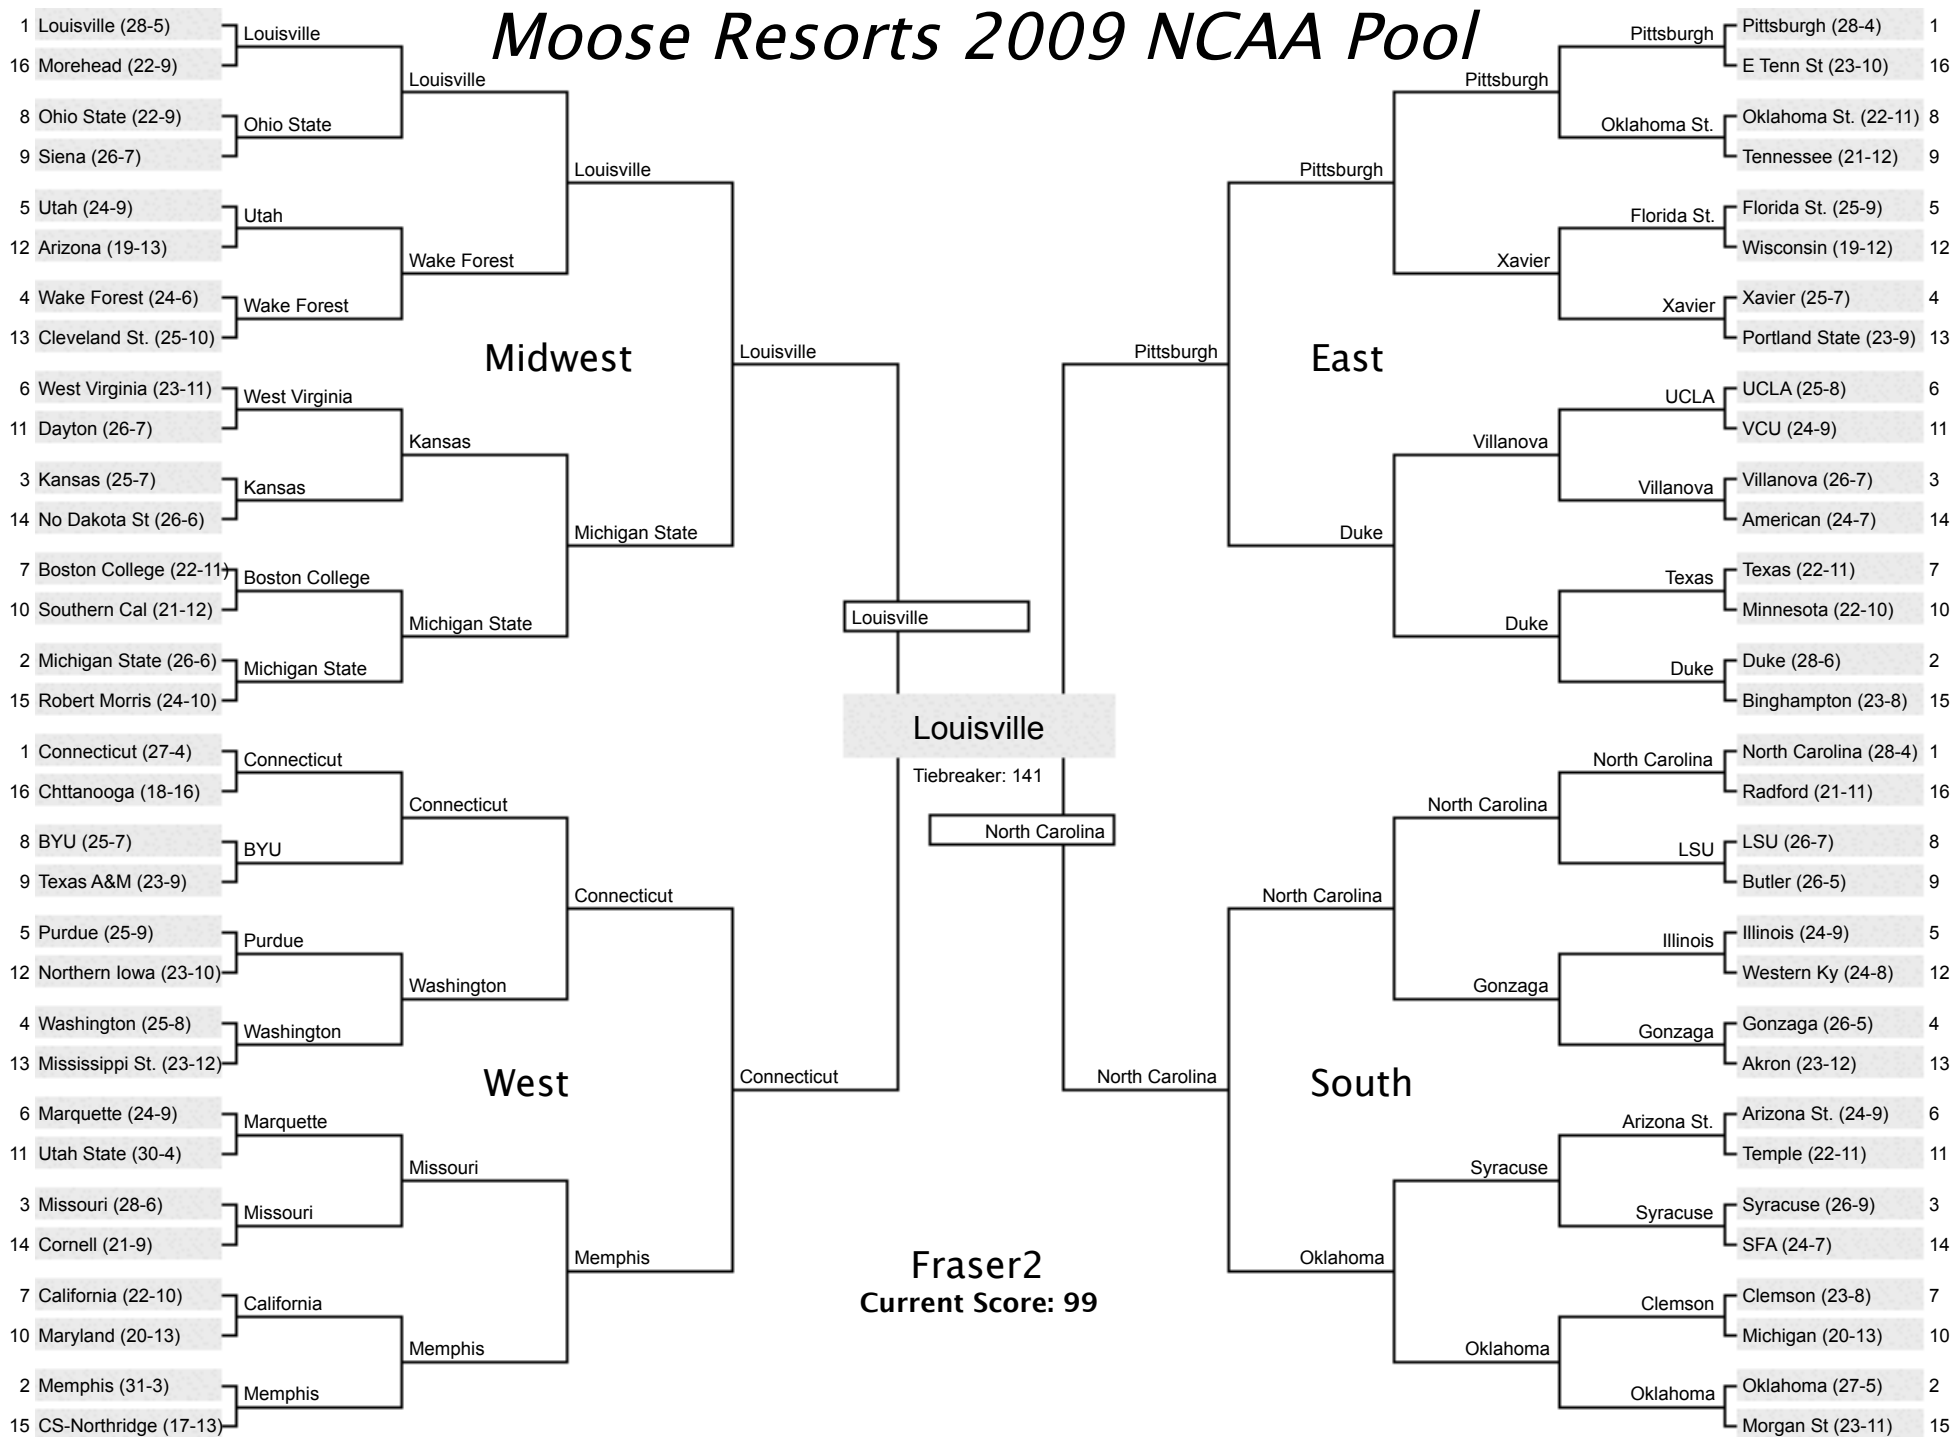 Moose Resorts 2009 NCAA Pool
1 Louisville (28-5)
16 Morehead (22-9)
8 Ohio State (22-9)
9 Siena (26-7)
5 Utah (24-9)
12 Arizona (19-13)
4 Wake Forest (24-6)
13 Cleveland St. (25-10)
6 West Virginia (23-11)
11 Dayton (26-7)
3 Kansas (25-7)
14 No Dakota St (26-6)
7 Boston College (22-11)
10 Southern Cal (21-12)
2 Michigan State (26-6)
15 Robert Morris (24-10)
Louisville
Ohio State
Utah
Wake Forest
West Virginia
Kansas
Boston College
Michigan State
Louisville
Wake Forest
Kansas
Michigan State
Louisville
Michigan State
Louisville
Midwest
1 Connecticut (27-4)
16 Chttanooga (18-16)
8 BYU (25-7)
9 Texas A&M (23-9)
5 Purdue (25-9)
12 Northern Iowa (23-10)
4 Washington (25-8)
13 Mississippi St. (23-12)
6 Marquette (24-9)
11 Utah State (30-4)
3 Missouri (28-6)
14 Cornell (21-9)
7 California (22-10)
10 Maryland (20-13)
2 Memphis (31-3)
15 CS-Northridge (17-13)
Connecticut
BYU
Purdue
Washington
Marquette
Missouri
California
Memphis
Connecticut
Washington
Missouri
Memphis
Connecticut
Memphis
Connecticut
West
Louisville
Louisville
Tiebreaker: 141
North Carolina
Fraser2
Current Score: 99
Pittsburgh (28-4) 1
E Tenn St (23-10) 16
Oklahoma St. (22-11) 8
Tennessee (21-12) 9
Florida St. (25-9) 5
Wisconsin (19-12) 12
Xavier (25-7) 4
Portland State (23-9) 13
UCLA (25-8) 6
VCU (24-9) 11
Villanova (26-7) 3
American (24-7) 14
Texas (22-11) 7
Minnesota (22-10) 10
Duke (28-6) 2
Binghampton (23-8) 15
Pittsburgh
Oklahoma St.
Florida St.
Xavier
UCLA
Villanova
Texas
Duke
Pittsburgh
Xavier
Villanova
Duke
Pittsburgh
Duke
Pittsburgh
East
North Carolina (28-4) 1
Radford (21-11) 16
LSU (26-7) 8
Butler (26-5) 9
Illinois (24-9) 5
Western Ky (24-8) 12
Gonzaga (26-5) 4
Akron (23-12) 13
Arizona St. (24-9) 6
Temple (22-11) 11
Syracuse (26-9) 3
SFA (24-7) 14
Clemson (23-8) 7
Michigan (20-13) 10
Oklahoma (27-5) 2
Morgan St (23-11) 15
North Carolina
LSU
Illinois
Gonzaga
Arizona St.
Syracuse
Clemson
Oklahoma
North Carolina
Gonzaga
Syracuse
Oklahoma
North Carolina
Oklahoma
North Carolina
South